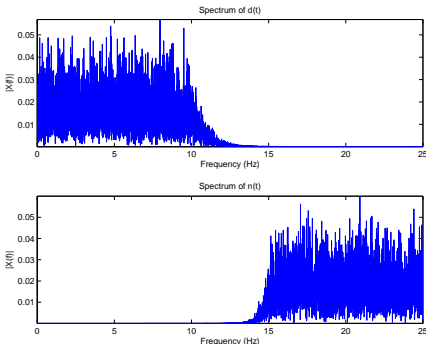 Spectrum of d(t)
|X(f)|
0.05
0.04
0.03
0.02
0.01
0 5 10 15 20 25
Frequency (Hz)
Spectrum of n(t)
|X(f)|
0.05
0.04
0.03
0.02
0.01
0 5 10 15 20 25
Frequency (Hz)